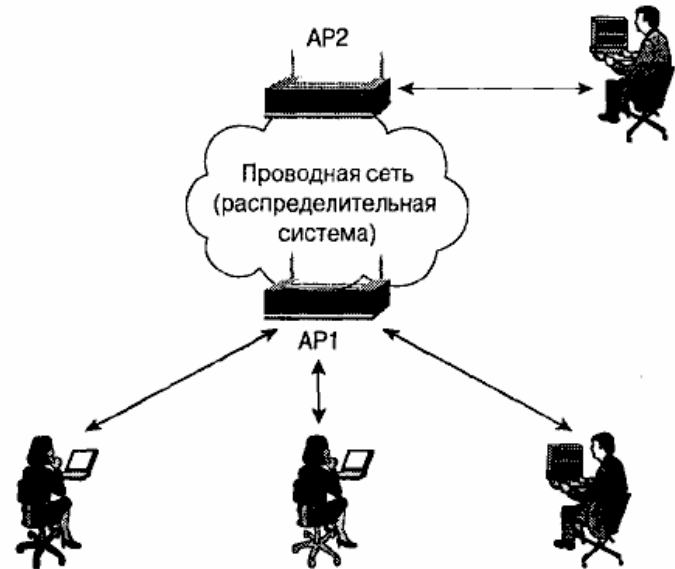 AP2
Проводная сеть
(распределительная
система)
AP1